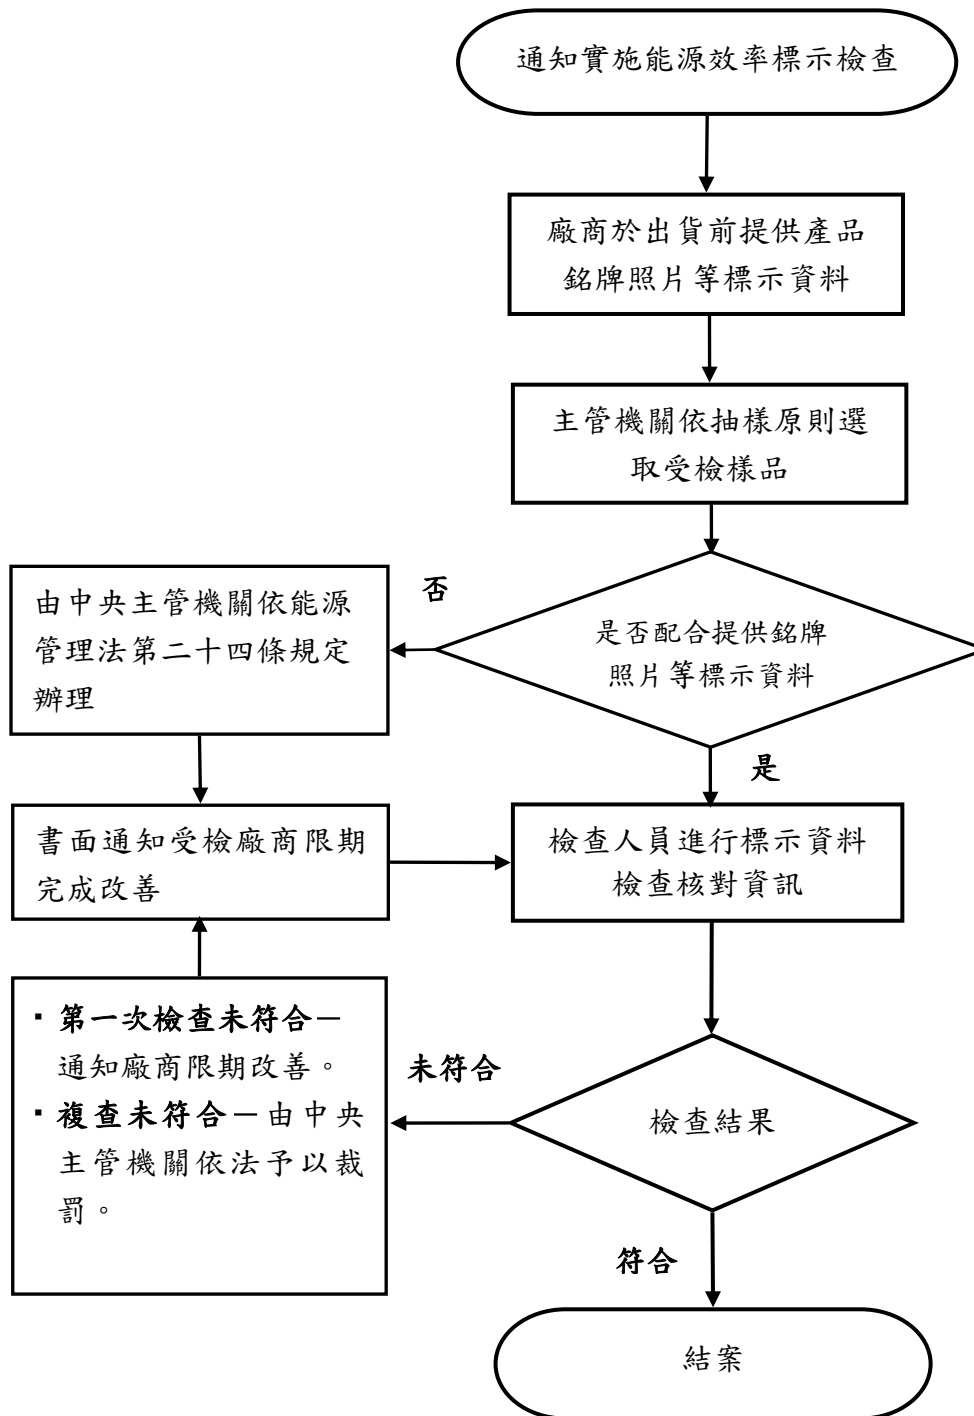 通知實施能源效率標示檢查
廠商於出貨前提供產品
銘牌照片等標示資料
主管機關依抽樣原則選
取受檢樣品
否
由中央主管機關依能源
管理法第二十四條規定
辦理
是否配合提供銘牌
照片等標示資料
是
書面通知受檢廠商限期
完成改善
檢查人員進行標示資料
檢查核對資訊
▪ 第一次檢查未符合－
通知廠商限期改善。
▪ 複查未符合－由中央
主管機關依法予以裁
罰。
未符合
檢查結果
符合
結案